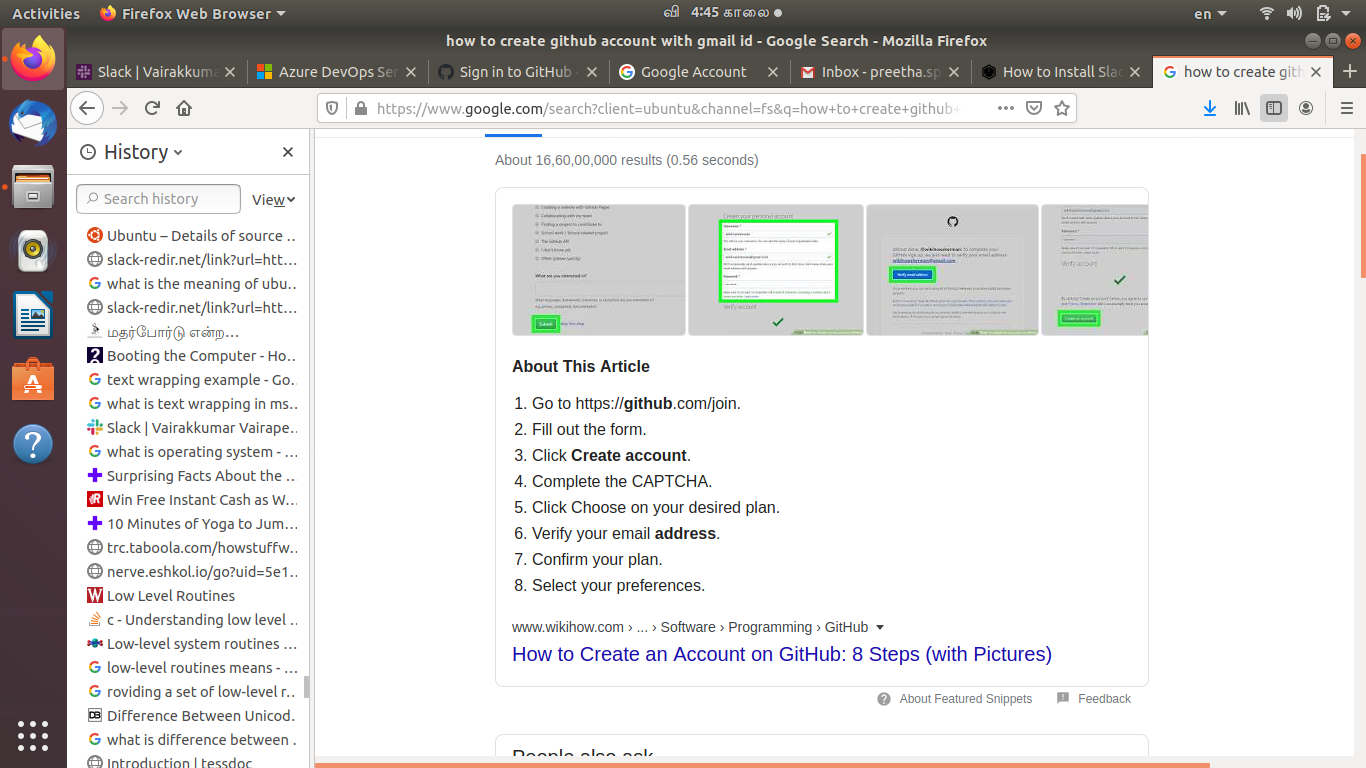 Activities
Firefox Web Browser
வி 4:45 காலை
en
how to create github account with gmail id - Google Search - Mozilla Firefox
Slack | Vairakkuma
Azure DevOps Ser
Sign in to GitHub ·
Google Account
Inbox - preetha.sp
How to Install Slac
how to create gith
https://www.google.com/search?client=ubuntu&channel=fs&q=how+to+create+github+
History
Search history
View
Ubuntu – Details of source …
slack-redir.net/link?url=htt…
what is the meaning of ubu…
slack-redir.net/link?url=htt…
மதர்போர்டு என்ற…
Booting the Computer - Ho…
text wrapping example - Go…
what is text wrapping in ms…
Slack | Vairakkumar Vairape…
what is operating system - …
Surprising Facts About the …
Win Free Instant Cash as W…
10 Minutes of Yoga to Jum…
trc.taboola.com/howstuffw…
nerve.eshkol.io/go?uid=5e1…
Low Level Routines
c - Understanding low level …
Low-level system routines …
low-level routines means - …
roviding a set of low-level r…
Difference Between Unicod…
what is difference between …
Introduction | tessdoc
About 16,60,00,000 results (0.56 seconds)
Create your personal account
Verify account
Submit
Verify email address
Verify account
Create an account
About This Article
1. Go to https://github.com/join.
2. Fill out the form.
3. Click Create account.
4. Complete the CAPTCHA.
5. Click Choose on your desired plan.
6. Verify your email address.
7. Confirm your plan.
8. Select your preferences.
www.wikihow.com › ... › Software › Programming › GitHub
How to Create an Account on GitHub: 8 Steps (with Pictures)
About Featured Snippets
Feedback
People also ask